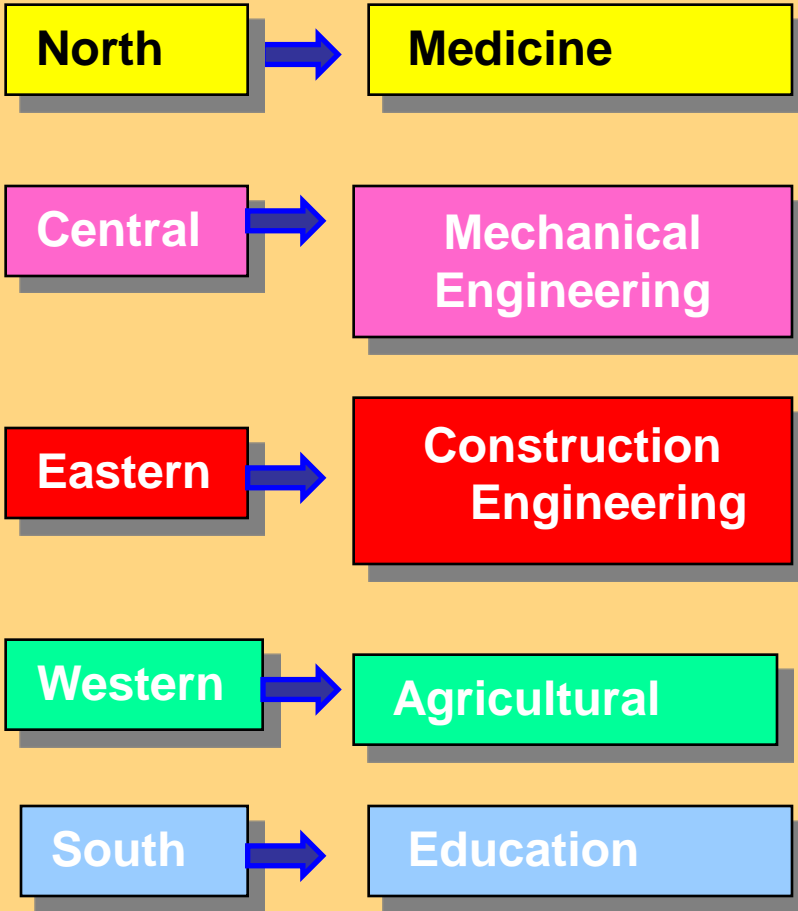 North
Medicine
Central
Mechanical
Engineering
Eastern
Construction
Engineering
Western
Agricultural
South
Education